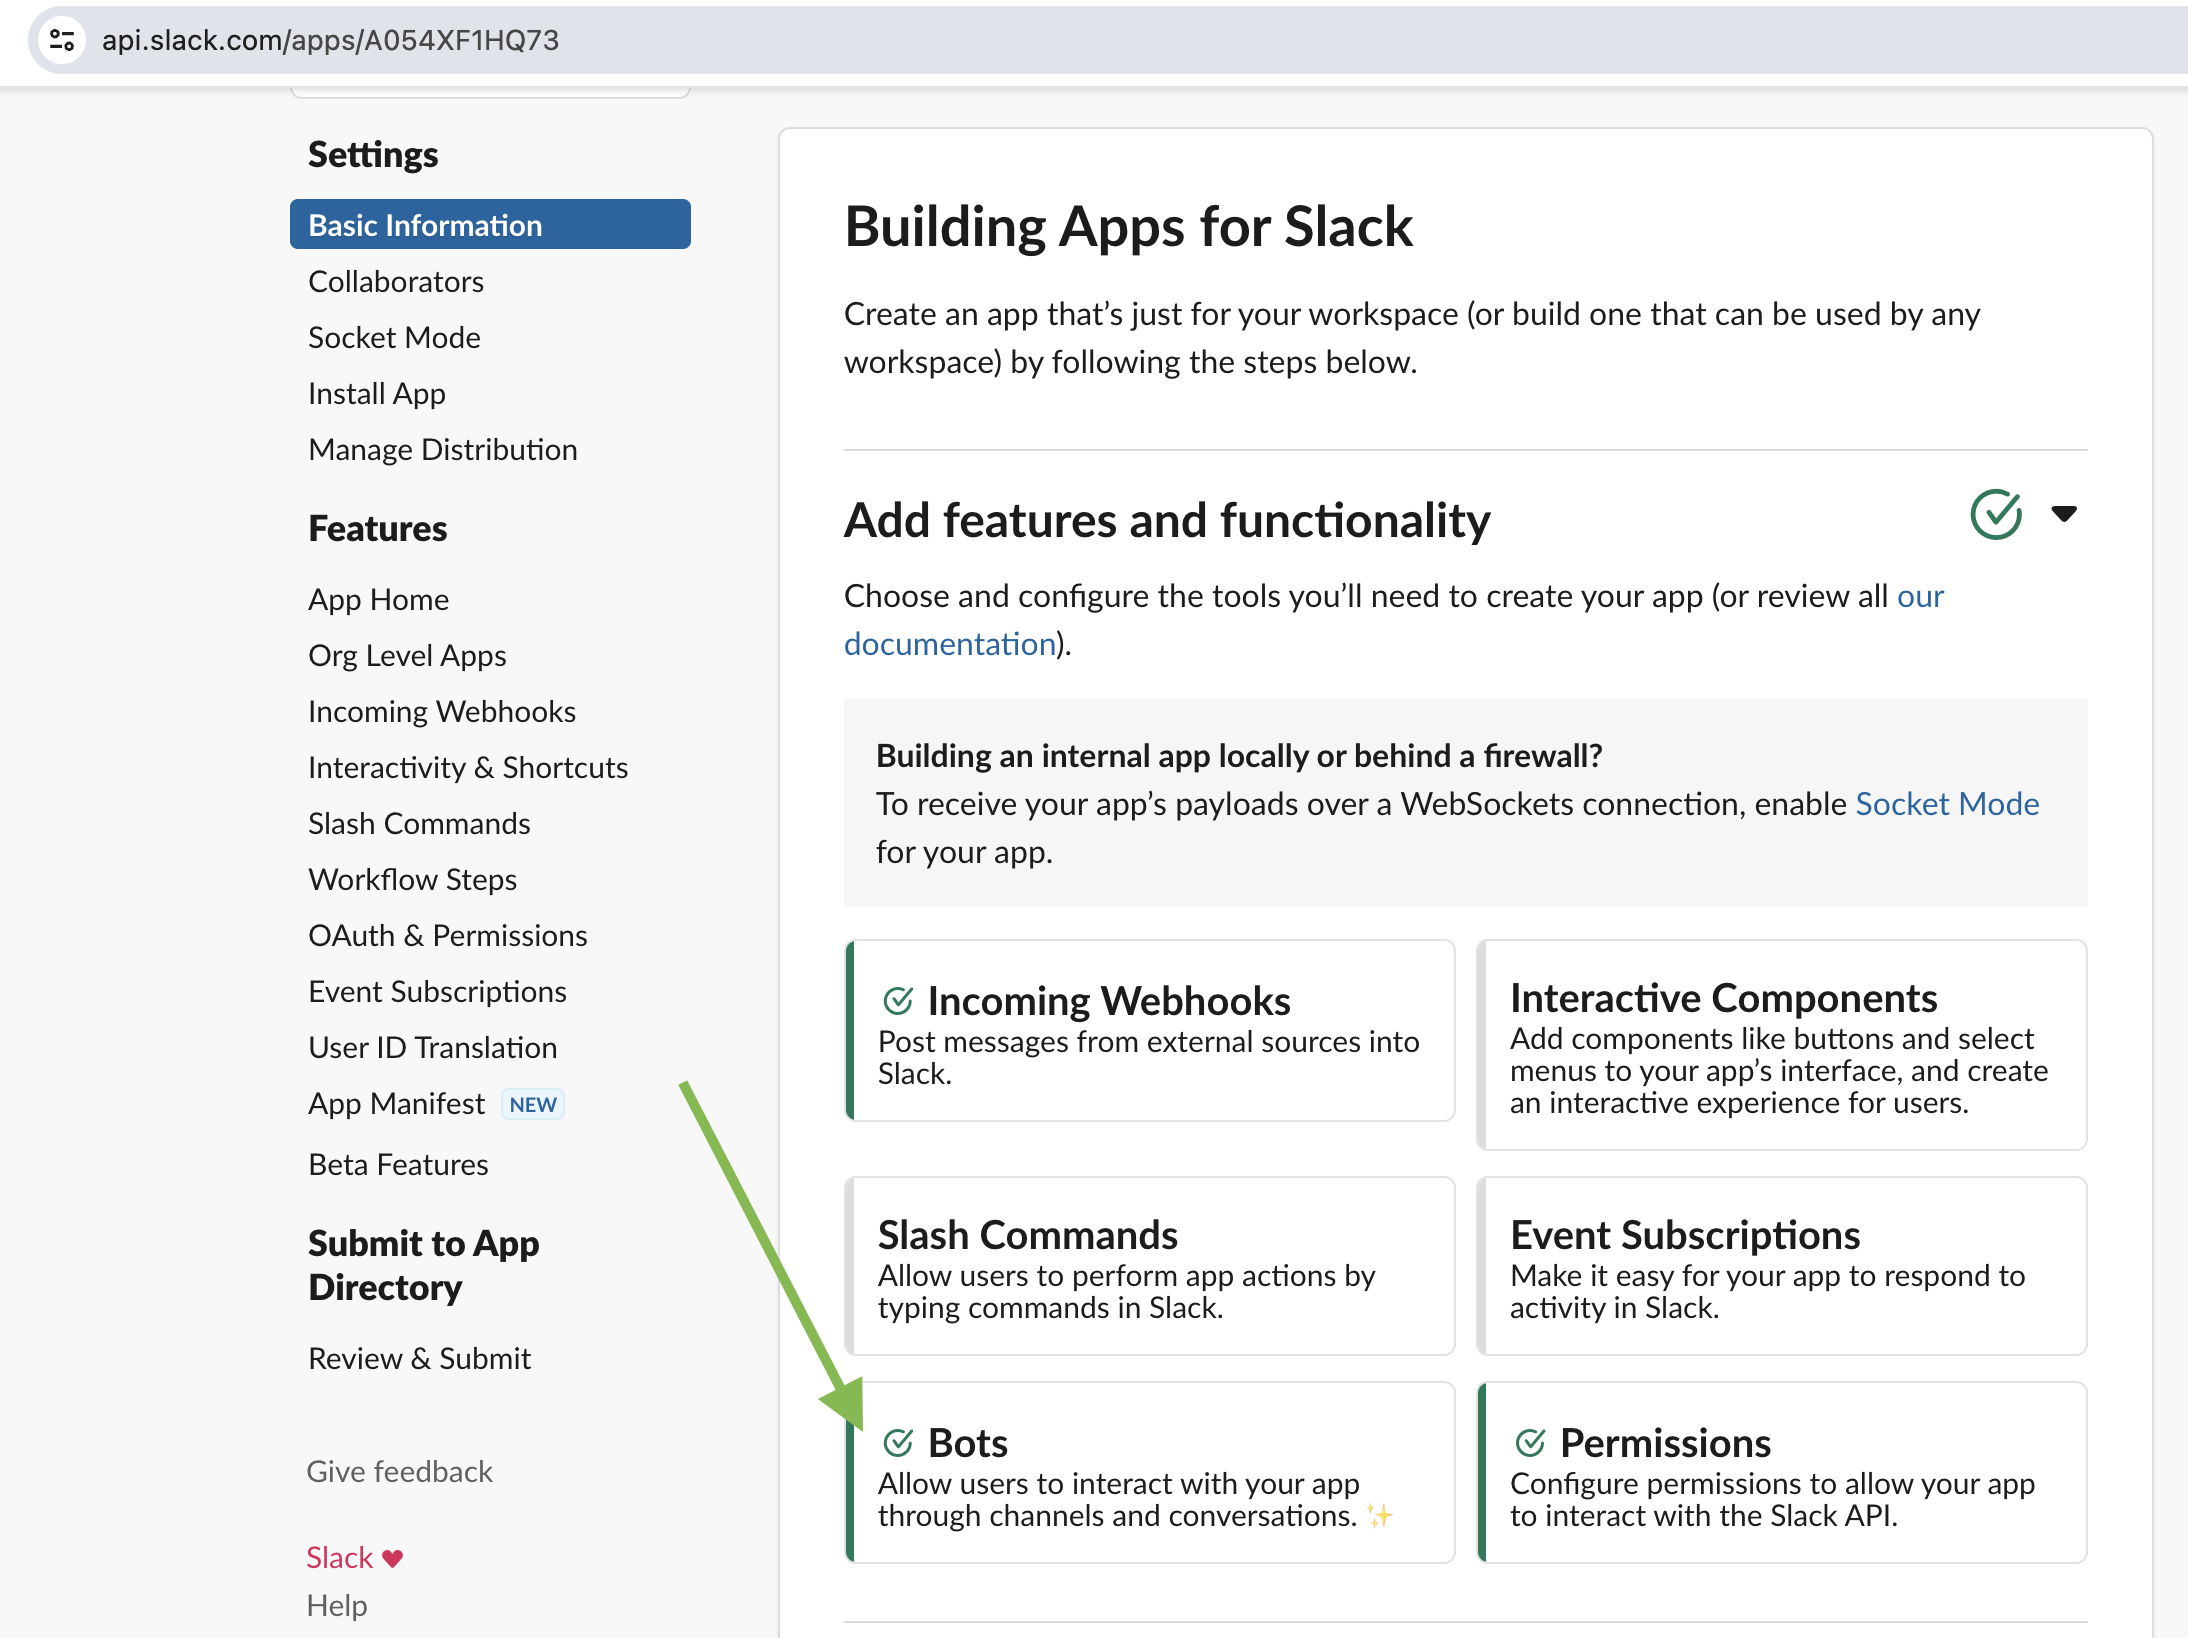 api.slack.com/apps/A054XF1HQ73
Settings
Basic Information
Collaborators
Socket Mode
Install App
Manage Distribution
Features
App Home
Org Level Apps
Incoming Webhooks
Interactivity & Shortcuts
Slash Commands
Workflow Steps
OAuth & Permissions
Event Subscriptions
User ID Translation
App Manifest NEW
Beta Features
Submit to App
Directory
Review & Submit
Give feedback
Slack ♥
Help
Building Apps for Slack
Create an app that’s just for your workspace (or build one that can be used by any
workspace) by following the steps below.
Add features and functionality
Choose and configure the tools you’ll need to create your app (or review all our
documentation).
Building an internal app locally or behind a firewall?
To receive your app’s payloads over a WebSockets connection, enable Socket Mode
for your app.
Incoming Webhooks
Post messages from external sources into
Slack.
Interactive Components
Add components like buttons and select
menus to your app’s interface, and create
an interactive experience for users.
Slash Commands
Allow users to perform app actions by
typing commands in Slack.
Event Subscriptions
Make it easy for your app to respond to
activity in Slack.
Bots
Allow users to interact with your app
through channels and conversations. ✨
Permissions
Configure permissions to allow your app
to interact with the Slack API.